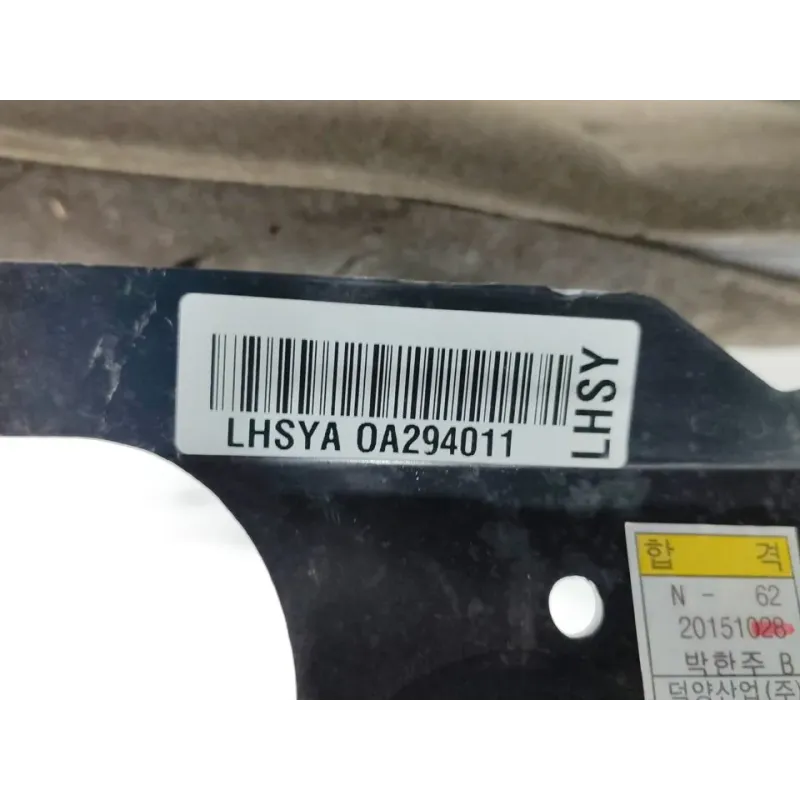 LHSYA 0A294011
LHSY
합 격
N - 62
20151028
박한주 B
덕양산업(주)